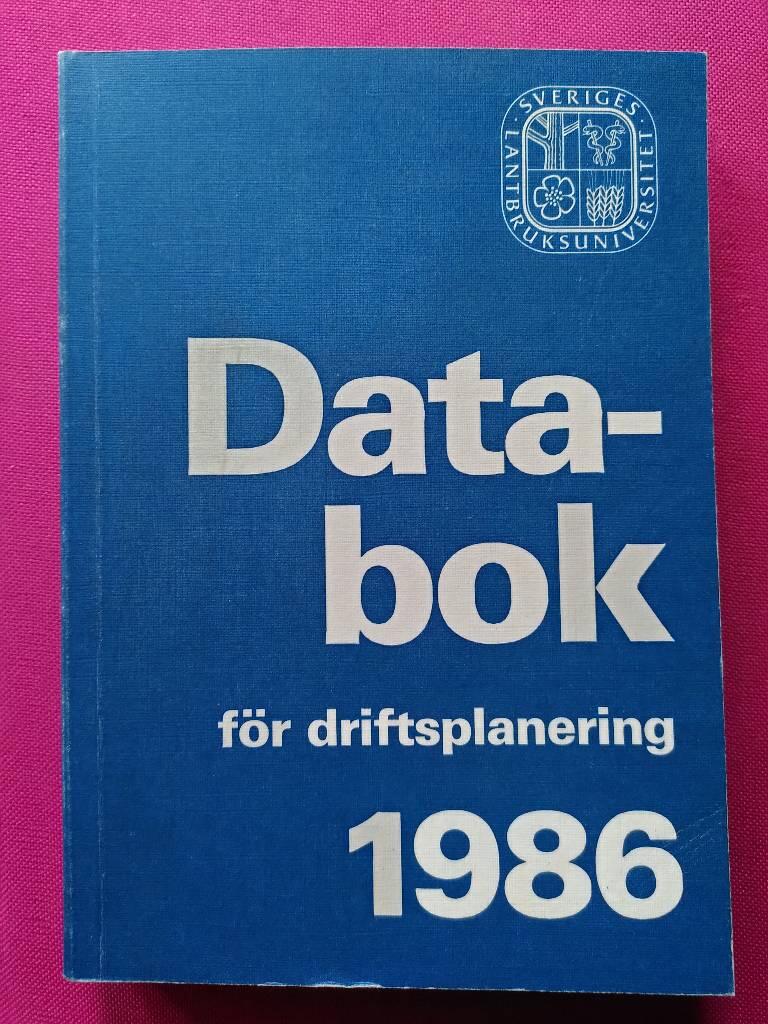 SVERIGES
LANTBRUKSUNIVERSITET
Data-
bok
för driftsplanering
1986